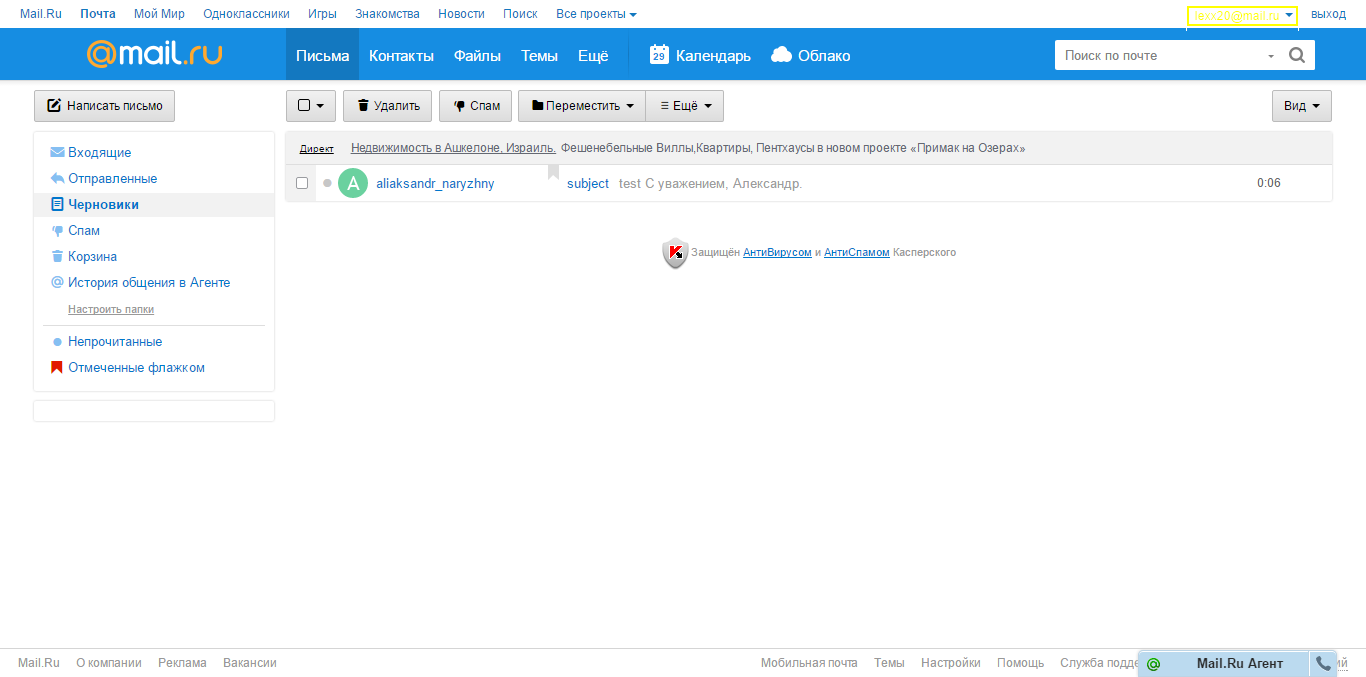 Mail.Ru Почта Мой Мир Одноклассники Игры Знакомства Новости Поиск Все проекты lexx20@mail.ru выход
@mail.ru Письма Контакты Файлы Темы Ещё 29 Календарь Облако Поиск по почте
Написать письмо Удалить Спам Переместить Ещё Вид
Директ Недвижимость в Ашкелоне, Израиль. Фешенебельные Виллы,Квартиры, Пентхаусы в новом проекте «Примак на Озерах»
Входящие
Отправленные
A aliaksandr_naryzhny subject test С уважением, Александр. 0:06
Черновики
Спам
Корзина
Защищён АнтиВирусом и АнтиСпамом Касперского
История общения в Агенте
Настроить папки
Непрочитанные
Отмеченные флажком
Mail.Ru О компании Реклама Вакансии Мобильная почта Темы Настройки Помощь Служба подде @ Mail.Ru Агент ий